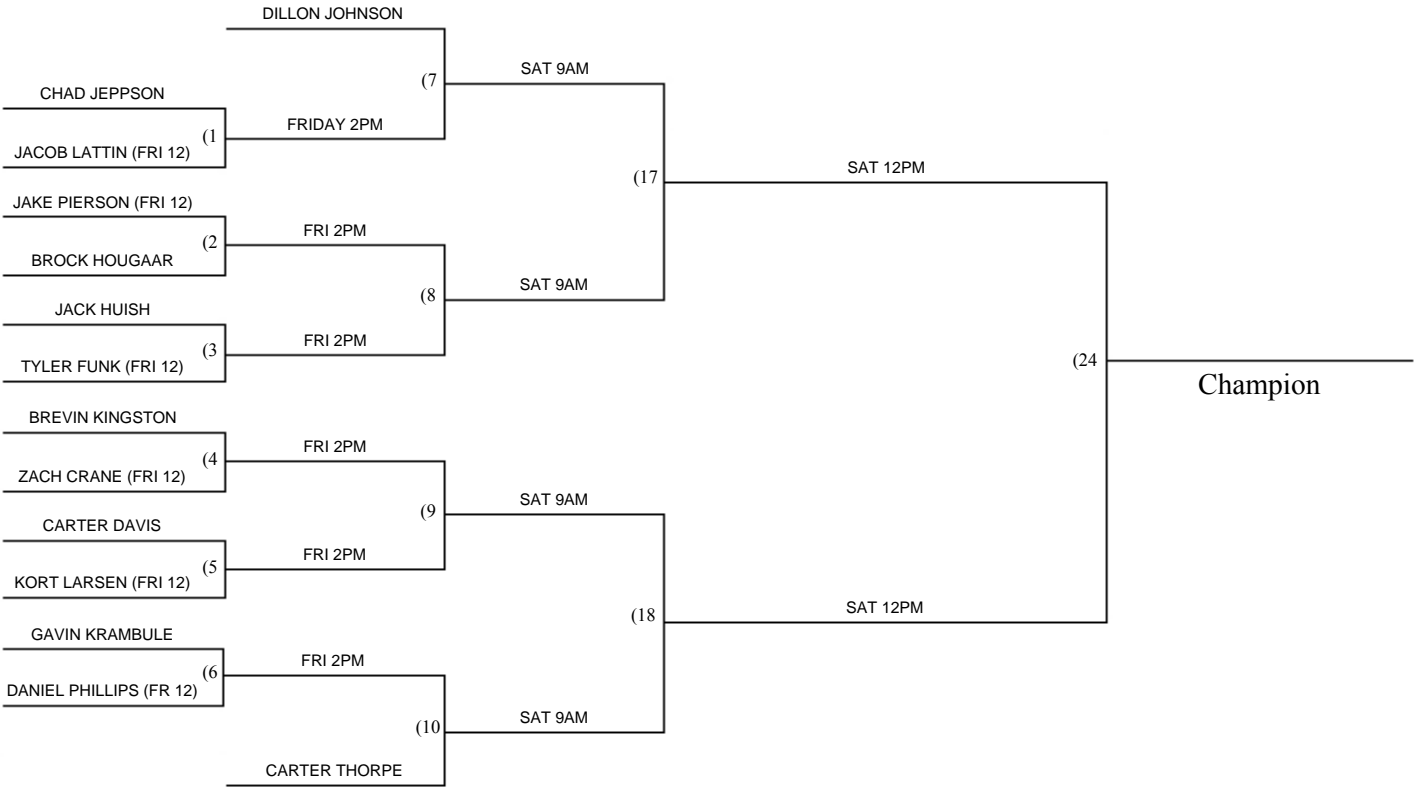 DILLON JOHNSON
SAT 9AM
(7
CHAD JEPPSON
FRIDAY 2PM
(1
JACOB LATTIN (FRI 12)
SAT 12PM
(17
JAKE PIERSON (FRI 12)
FRI 2PM
(2
BROCK HOUGAAR
SAT 9AM
(8
JACK HUISH
FRI 2PM
(3
TYLER FUNK (FRI 12)
(24
Champion
BREVIN KINGSTON
FRI 2PM
(4
ZACH CRANE (FRI 12)
SAT 9AM
(9
CARTER DAVIS
FRI 2PM
(5
KORT LARSEN (FRI 12)
SAT 12PM
(18
GAVIN KRAMBULE
FRI 2PM
(6
DANIEL PHILLIPS (FR 12)
SAT 9AM
(10
CARTER THORPE